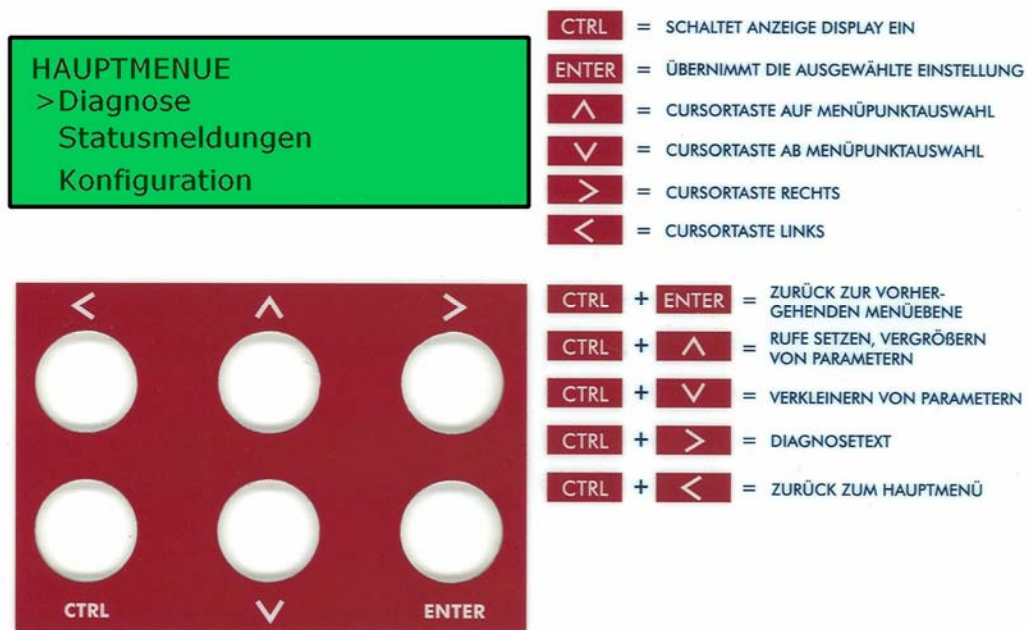 HAUPTMENUE
>Diagnose
Statusmeldungen
Konfiguration
CTRL = SCHALTET ANZEIGE DISPLAY EIN
ENTER = ÜBERNIMMT DIE AUSGEWÄHLTE EINSTELLUNG
∧ = CURSORTASTE AUF MENÜPUNKTAUSWAHL
∨ = CURSORTASTE AB MENÜPUNKTAUSWAHL
> = CURSORTASTE RECHTS
< = CURSORTASTE LINKS
< ∧ >
CTRL ∨ ENTER
CTRL + ENTER = ZURÜCK ZUR VORHER-
GEHENDEN MENÜEBENE
CTRL + ∧ = RUFE SETZEN, VERGRÖßERN
VON PARAMETERN
CTRL + ∨ = VERKLEINERN VON PARAMETERN
CTRL + > = DIAGNOSETEXT
CTRL + < = ZURÜCK ZUM HAUPTMENÜ